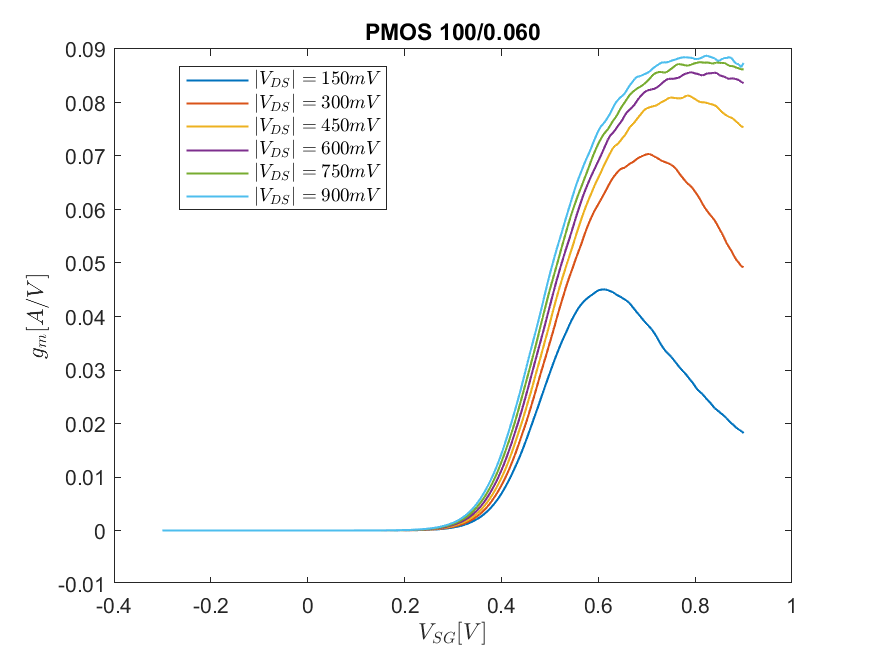 PMOS 100/0.060
0.09
0.08
0.07
0.06
0.05
0.04
0.03
0.02
0.01
0
-0.01
g_m[A/V]
|V_DS| = 150mV
|V_DS| = 300mV
|V_DS| = 450mV
|V_DS| = 600mV
|V_DS| = 750mV
|V_DS| = 900mV
-0.4 -0.2 0 0.2 0.4 0.6 0.8 1
V_SG[V]